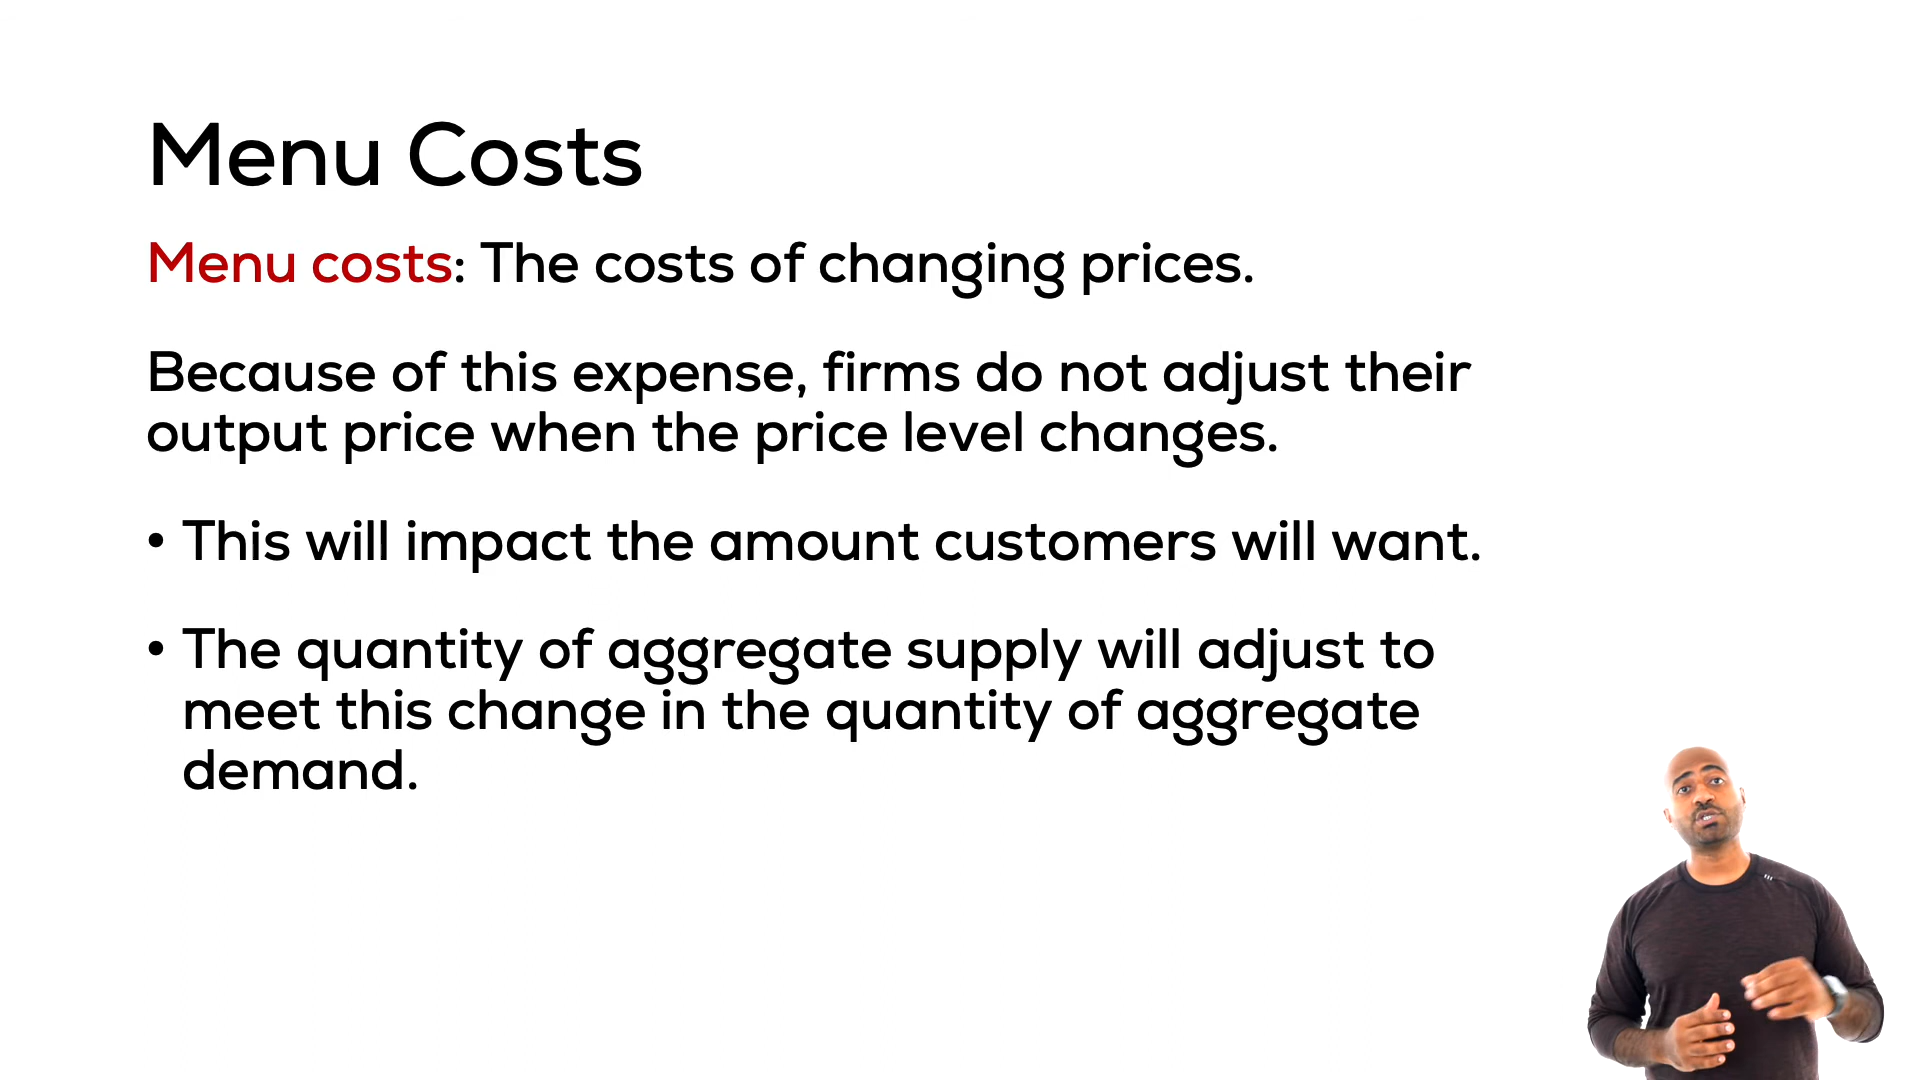 Menu Costs
Menu costs: The costs of changing prices.
Because of this expense, firms do not adjust their
output price when the price level changes.
• This will impact the amount customers will want.
• The quantity of aggregate supply will adjust to
meet this change in the quantity of aggregate
demand.